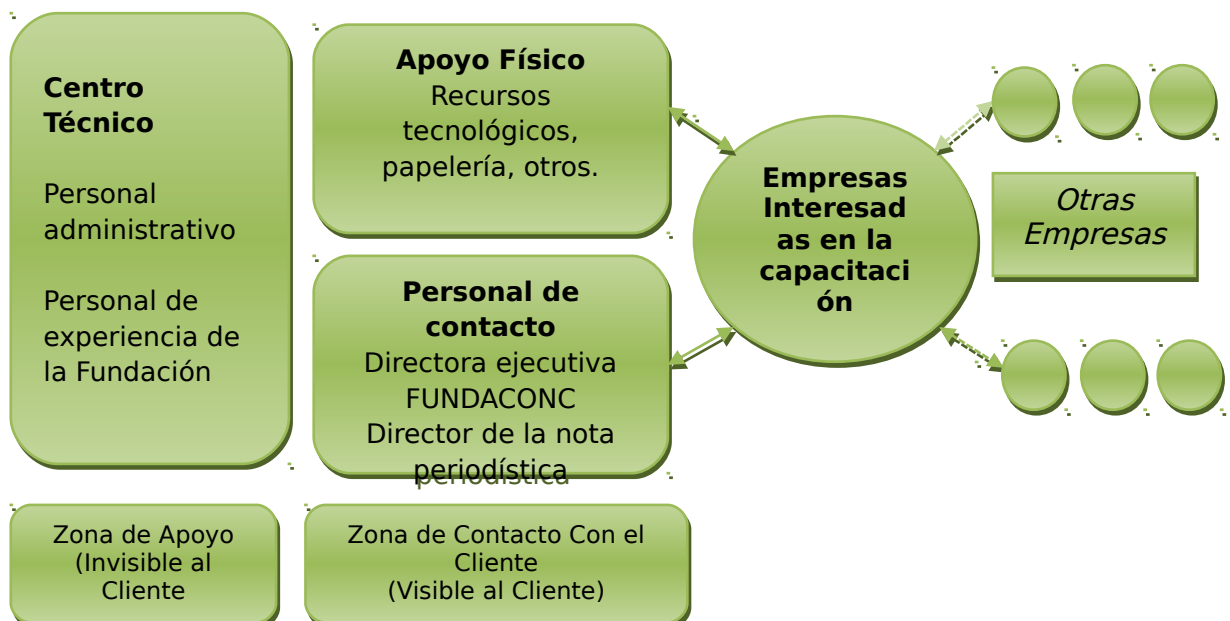 Centro
Técnico
Personal
administrativo
Personal de
experiencia de
la Fundación
Apoyo Físico
Recursos
tecnológicos,
papelería, otros.
Personal de
contacto
Directora ejecutiva
FUNDACONC
Director de la nota
periodística
Empresas
Interesad
as en la
capacitaci
ón
Otras
Empresas
Zona de Apoyo
(Invisible al
Cliente
Zona de Contacto Con el
Cliente
(Visible al Cliente)